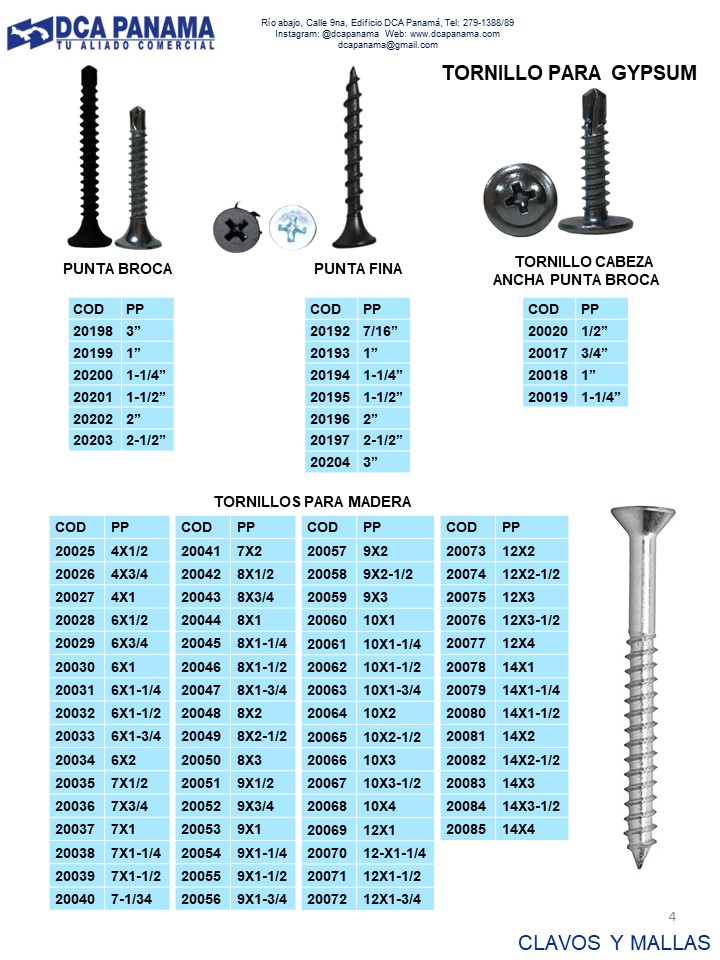 DCA PANAMA
TU ALIADO COMERCIAL
Río abajo, Calle 9na, Edificio DCA Panamá, Tel: 279-1388/89
Instagram: @dcapanama Web: www.dcapanama.com
dcapanama@gmail.com
TORNILLO PARA GYPSUM
PUNTA BROCA
COD PP
20198 3”
20199 1”
20200 1-1/4”
20201 1-1/2”
20202 2”
20203 2-1/2”
PUNTA FINA
COD PP
20192 7/16”
20193 1”
20194 1-1/4”
20195 1-1/2”
20196 2”
20197 2-1/2”
20204 3”
TORNILLO CABEZA
ANCHA PUNTA BROCA
COD PP
20020 1/2”
20017 3/4”
20018 1”
20019 1-1/4”
TORNILLOS PARA MADERA
COD PP COD PP COD PP COD PP
20025 4X1/2 20041 7X2 20057 9X2 20073 12X2
20026 4X3/4 20042 8X1/2 20058 9X2-1/2 20074 12X2-1/2
20027 4X1 20043 8X3/4 20059 9X3 20075 12X3
20028 6X1/2 20044 8X1 20060 10X1 20076 12X3-1/2
20029 6X3/4 20045 8X1-1/4 20061 10X1-1/4 20077 12X4
20030 6X1 20046 8X1-1/2 20062 10X1-1/2 20078 14X1
20031 6X1-1/4 20047 8X1-3/4 20063 10X1-3/4 20079 14X1-1/4
20032 6X1-1/2 20048 8X2 20064 10X2 20080 14X1-1/2
20033 6X1-3/4 20049 8X2-1/2 20065 10X2-1/2 20081 14X2
20034 6X2 20050 8X3 20066 10X3 20082 14X2-1/2
20035 7X1/2 20051 9X1/2 20067 10X3-1/2 20083 14X3
20036 7X3/4 20052 9X3/4 20068 10X4 20084 14X3-1/2
20037 7X1 20053 9X1 20069 12X1 20085 14X4
20038 7X1-1/4 20054 9X1-1/4 20070 12-X1-1/4
20039 7X1-1/2 20055 9X1-1/2 20071 12X1-1/2
20040 7-1/34 20056 9X1-3/4 20072 12X1-3/4
4
CLAVOS Y MALLAS